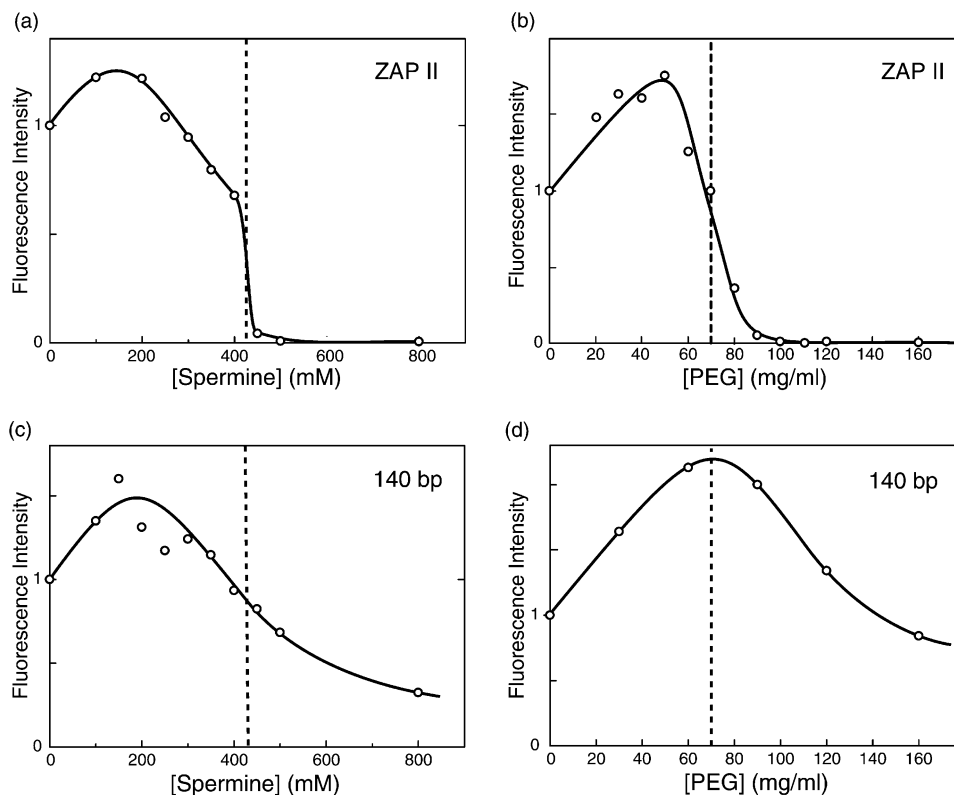 (a)
ZAP II
Fluorescence Intensity
1
0
0 200 400 600 800
[Spermine] (mM)
(b)
ZAP II
Fluorescence Intensity
1
0
0 20 40 60 80 100 120 140 160
[PEG] (mg/ml)
(c)
140 bp
Fluorescence Intensity
1
0
0 200 400 600 800
[Spermine] (mM)
(d)
140 bp
Fluorescence Intensity
1
0
0 20 40 60 80 100 120 140 160
[PEG] (mg/ml)